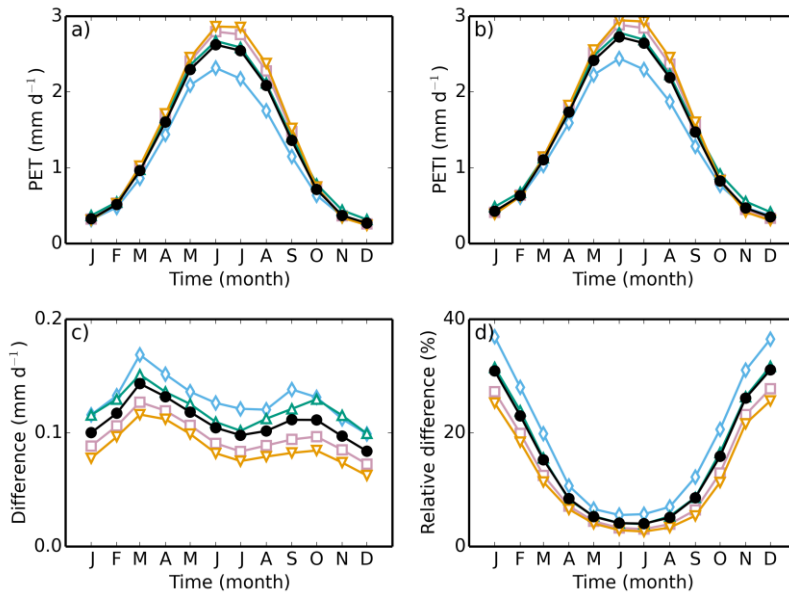 a)
PET (mm d⁻¹)
3
2
1
0
J F M A M J J A S O N D
Time (month)
b)
PETI (mm d⁻¹)
3
2
1
0
J F M A M J J A S O N D
Time (month)
c)
Difference (mm d⁻¹)
0.2
0.1
0.0
J F M A M J J A S O N D
Time (month)
d)
Relative difference (%)
40
20
0
J F M A M J J A S O N D
Time (month)